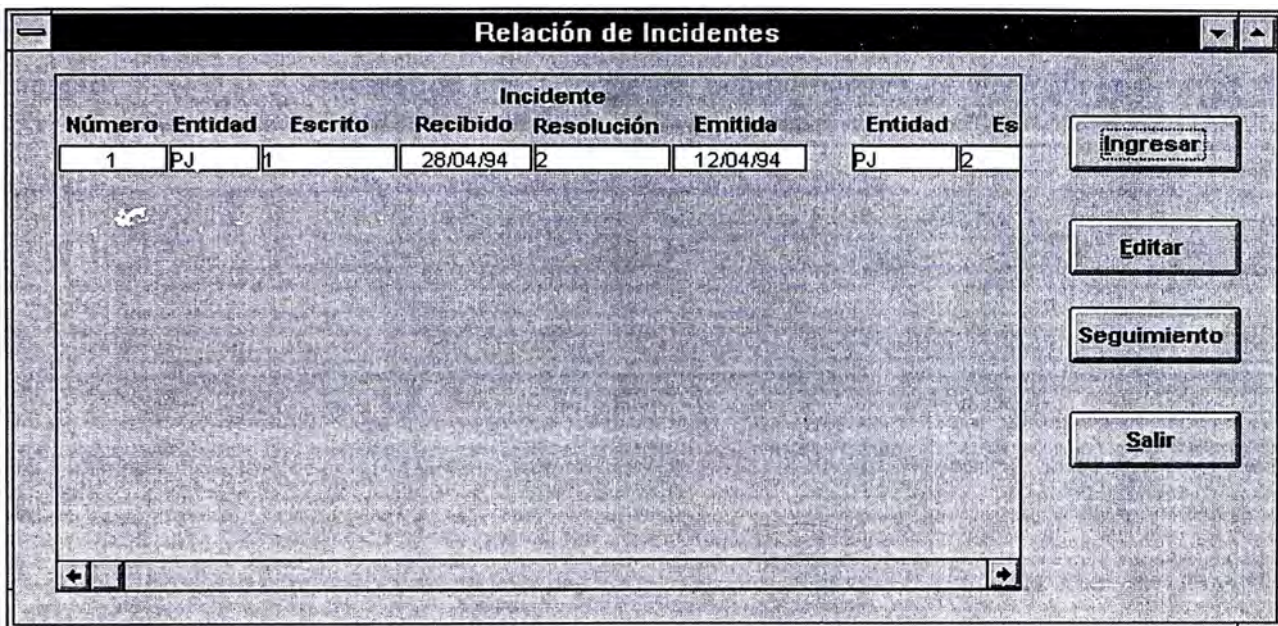 Relación de Incidentes
Incidente
Número Entidad Escrito Recibido Resolución Emitida Entidad Es
1 PJ 1 28/04/94 2 12/04/94 PJ 2
Ingresar
Editar
Seguimiento
Salir